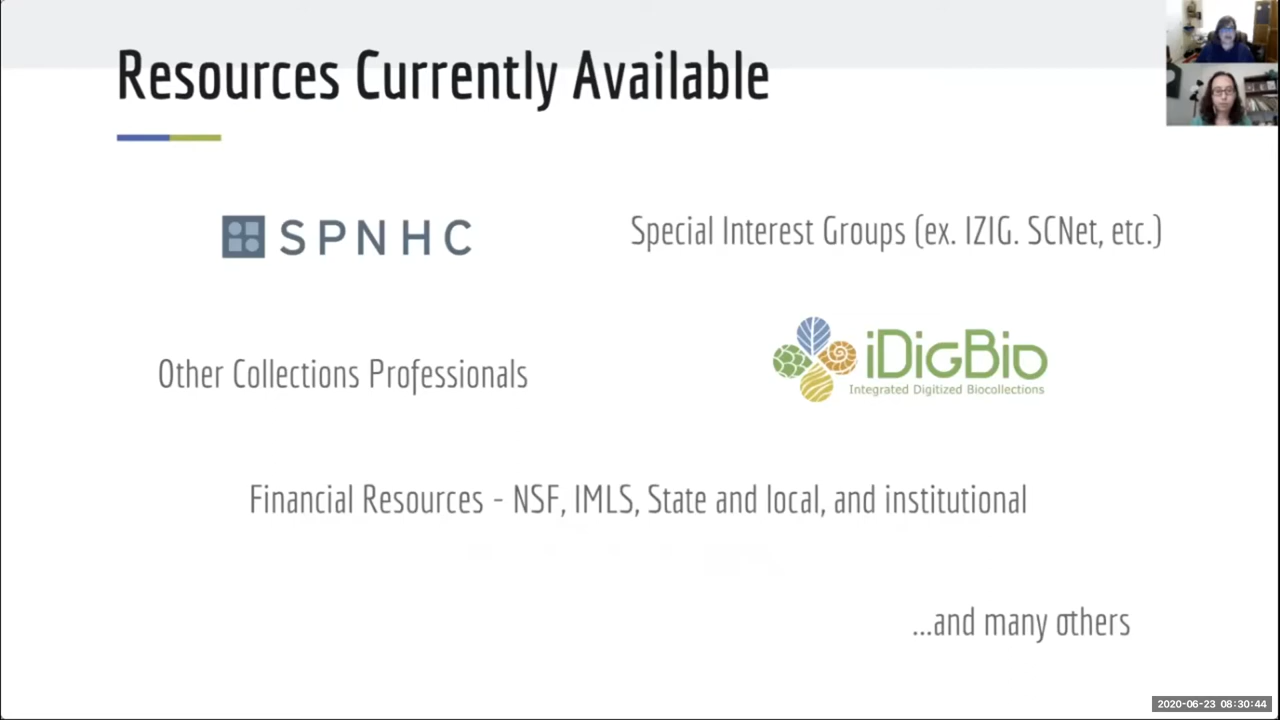 Resources Currently Available
SPNHC
Special Interest Groups (ex. IZIG. SCNet, etc.)
Other Collections Professionals
iDigBio
Integrated Digitized Biocollections
Financial Resources - NSF, IMLS, State and local, and institutional
...and many others
2020-06-23 08:30:44